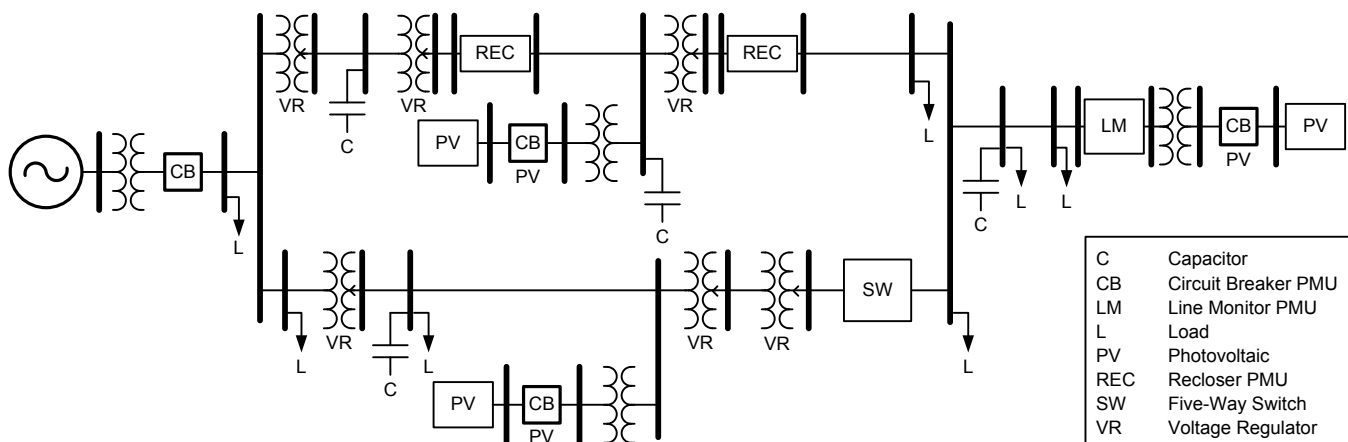 REC
REC
VR
VR
VR
C
PV
CB
PV
L
LM
CB
PV
PV
CB
L
C
C
L
L
L
VR
C
L
VR
VR
SW
L
PV
CB
PV
C Capacitor
CB Circuit Breaker PMU
LM Line Monitor PMU
L Load
PV Photovoltaic
REC Recloser PMU
SW Five-Way Switch
VR Voltage Regulator